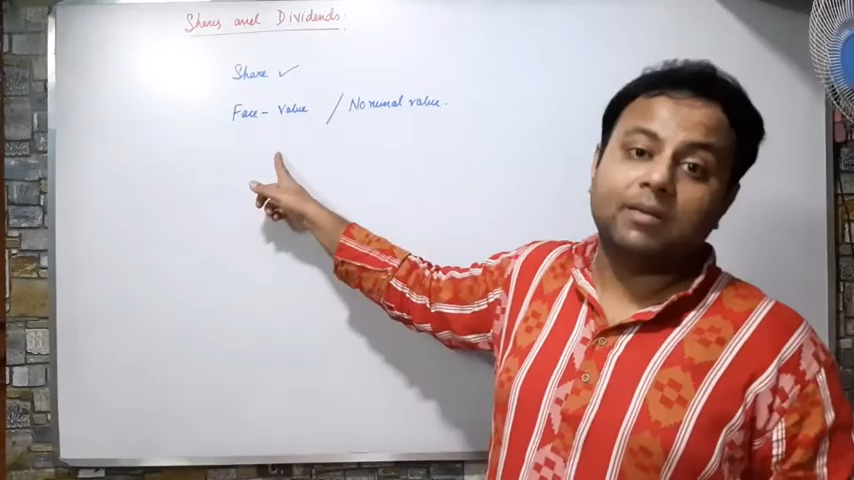 Shares and Dividends:
Share ✓
Face - Value / Nominal value.